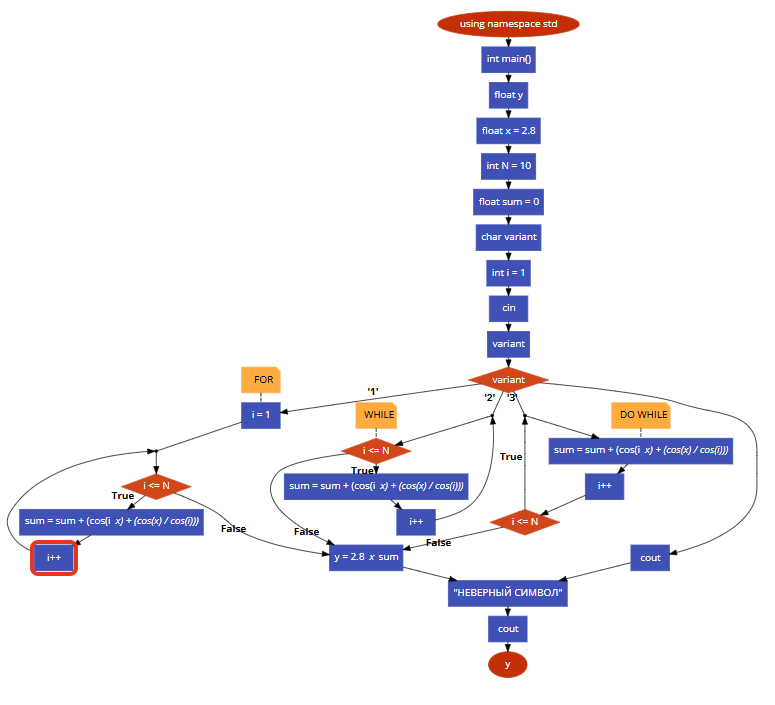 using namespace std
int main()
float y
float x = 2.8
int N = 10
float sum = 0
char variant
int i = 1
cin
variant
variant
'1'
'2'
'3'
FOR
i = 1
WHILE
DO WHILE
i <= N
True
sum = sum + (cos(i x) + (cos(x) / cos(i)))
sum = sum + (cos(i x) + (cos(x) / cos(i)))
True
i <= N
True
i++
sum = sum + (cos(i x) + (cos(x) / cos(i)))
i++
i <= N
False
False
False
i++
y = 2.8 x sum
cout
"НЕВЕРНЫЙ СИМВОЛ"
cout
y